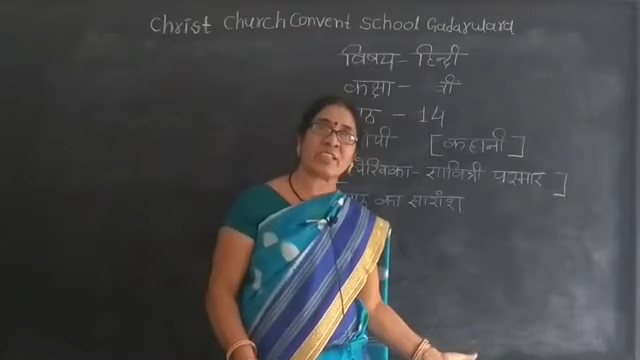 Christ Church Convent School Gadarwara
विषय - हिन्दी
कक्षा - त्री
- 14
[कहानी]
लेखिका - सावित्री परमार]
का सारांश